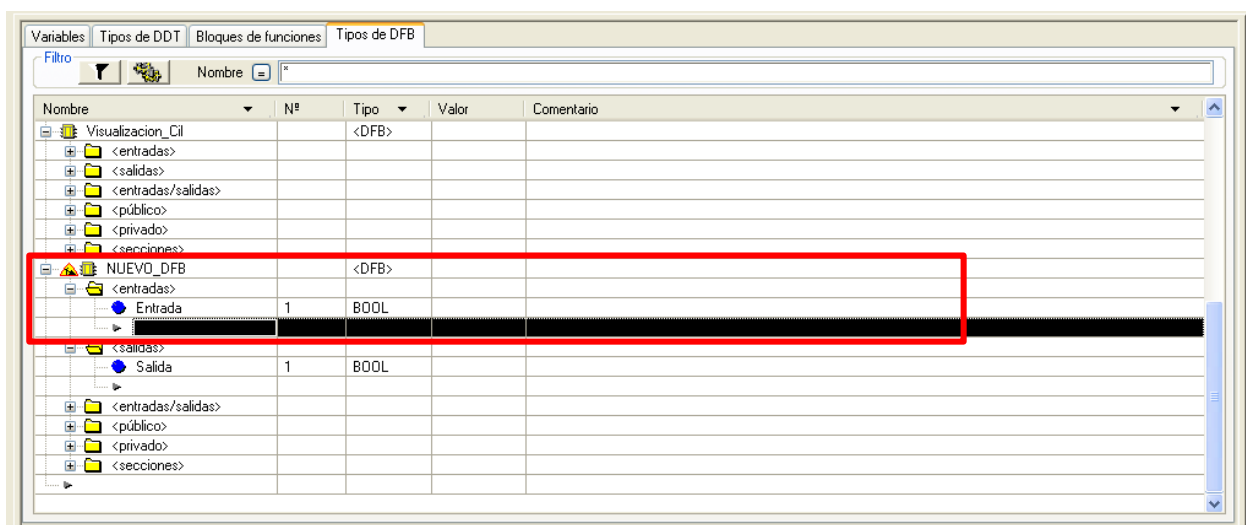 Variables Tipos de DDT Bloques de funciones Tipos de DFB
Filtro
Nombre = *
Nombre Nº Tipo Valor Comentario
Visualizacion_Cil <DFB>
<entradas>
<salidas>
<entradas/salidas>
<público>
<privado>
<secciones>
NUEVO_DFB <DFB>
<entradas>
Entrada 1 BOOL
<salidas>
Salida 1 BOOL
<entradas/salidas>
<público>
<privado>
<secciones>